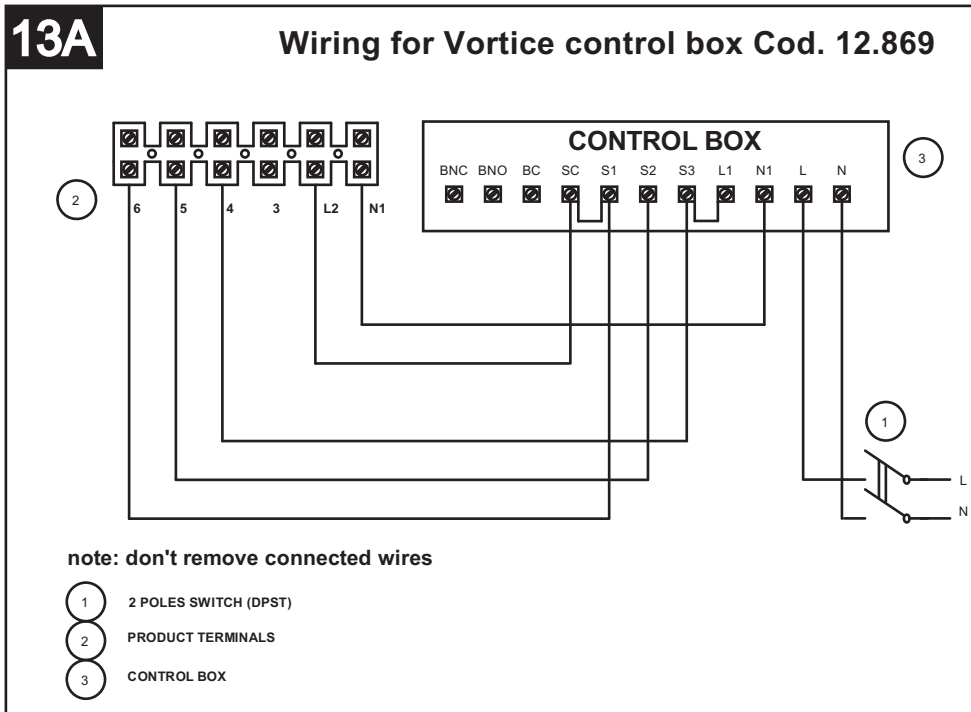 13A
Wiring for Vortice control box Cod. 12.869
CONTROL BOX
BNC BNO BC SC S1 S2 S3 L1 N1 L N
3
2
6 5 4 3 L2 N1
1
L
N
note: don't remove connected wires
1 2 POLES SWITCH (DPST)
2 PRODUCT TERMINALS
3 CONTROL BOX